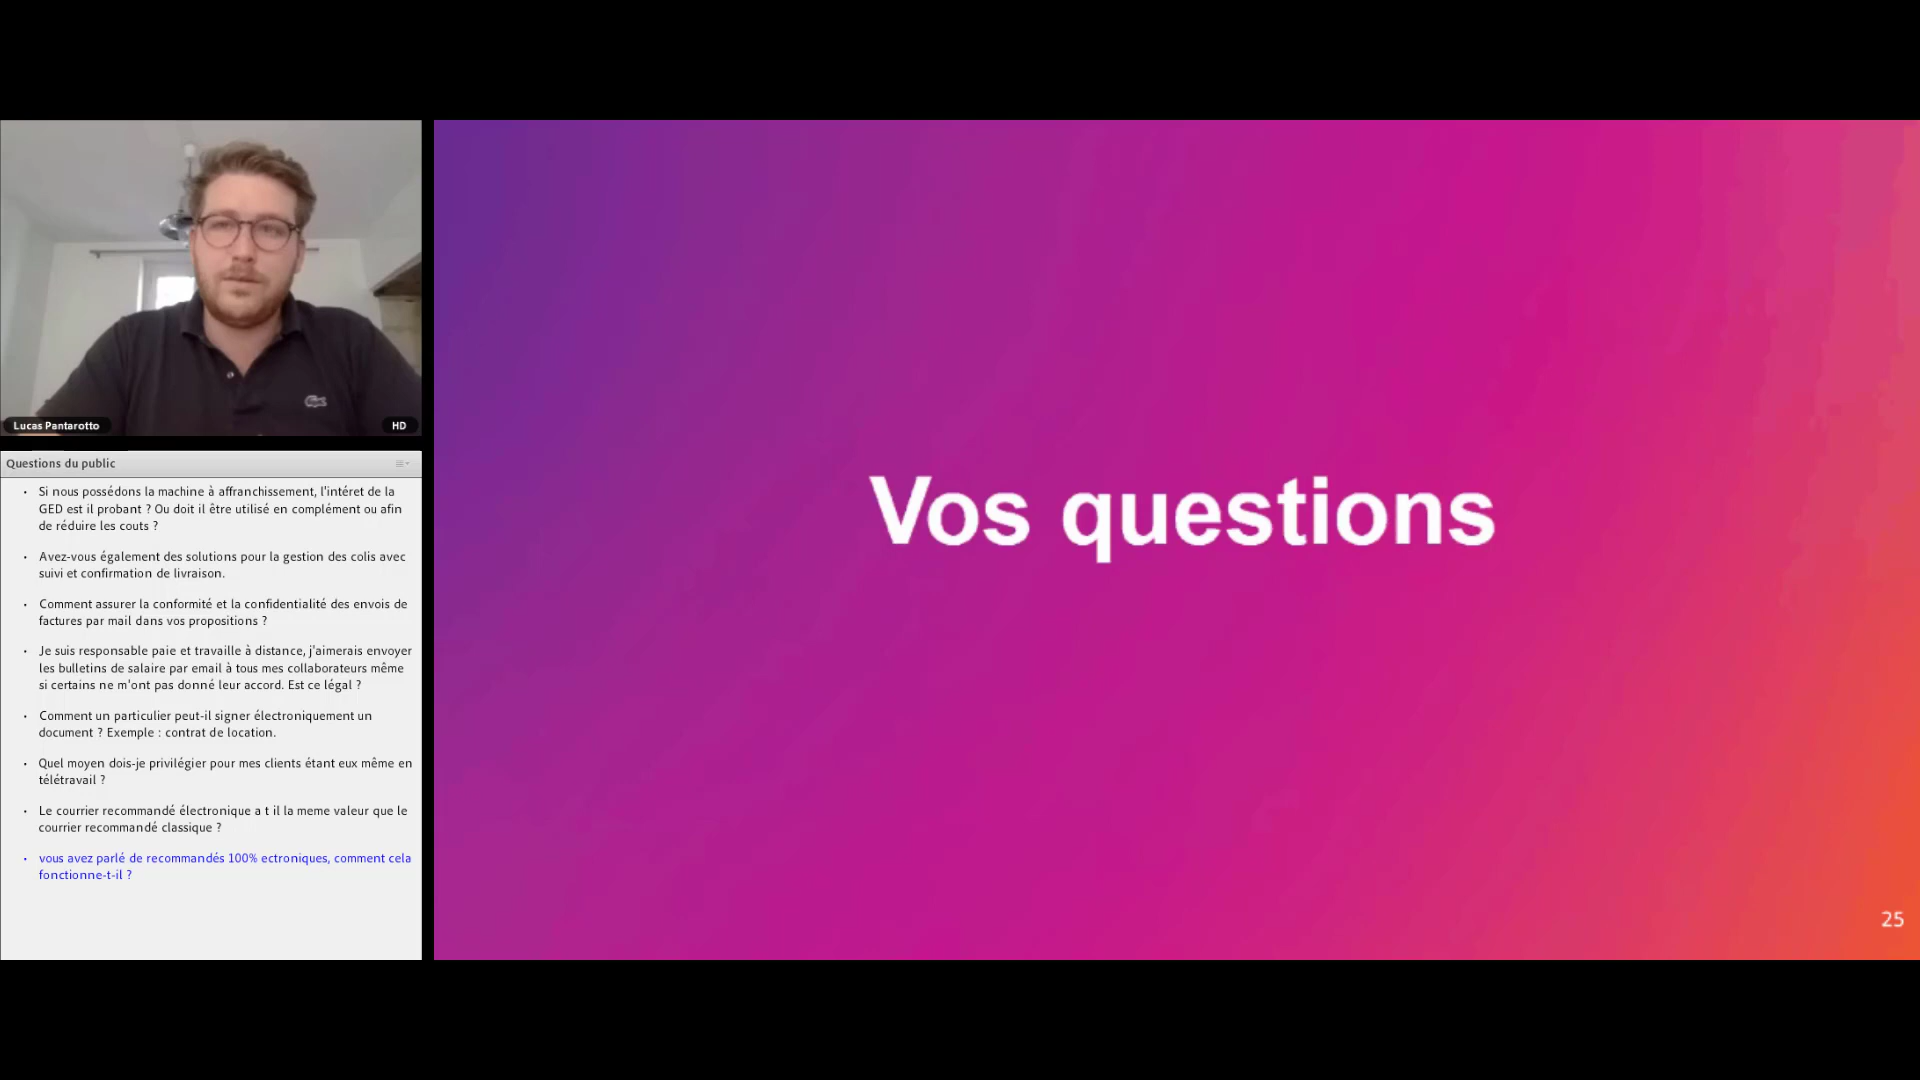 Lucas Pantarotto
HD
Questions du public
• Si nous possédons la machine à affranchissement, l'intéret de la
GED est il probant ? Ou doit il être utilisé en complément ou afin
de réduire les couts ?
• Avez-vous également des solutions pour la gestion des colis avec
suivi et confirmation de livraison.
• Comment assurer la conformité et la confidentialité des envois de
factures par mail dans vos propositions ?
• Je suis responsable paie et travaille à distance, j'aimerais envoyer
les bulletins de salaire par email à tous mes collaborateurs même
si certains ne m'ont pas donné leur accord. Est ce légal ?
• Comment un particulier peut-il signer électroniquement un
document ? Exemple : contrat de location.
• Quel moyen dois-je privilégier pour mes clients étant eux même en
télétravail ?
• Le courrier recommandé électronique a t il la meme valeur que le
courrier recommandé classique ?
• vous avez parlé de recommandés 100% ectroniques, comment cela
fonctionne-t-il ?
Vos questions
25